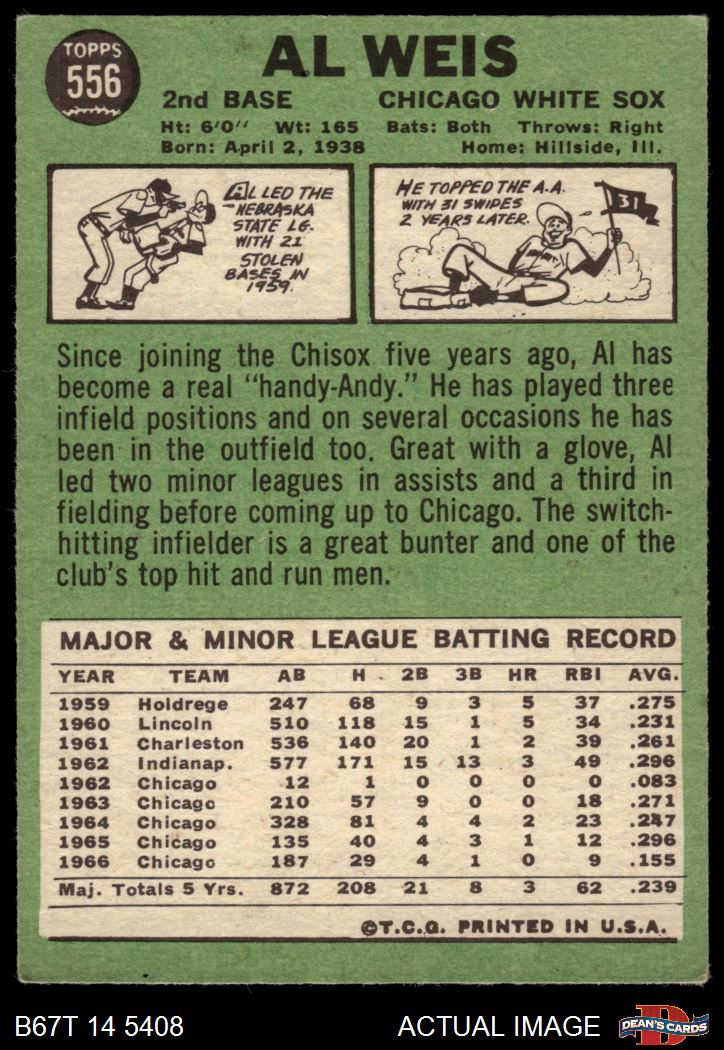 TOPPS
556
AL WEIS
2nd BASE CHICAGO WHITE SOX
Ht: 6'0'' Wt: 165 Bats: Both Throws: Right
Born: April 2, 1938 Home: Hillside, Ill.
AL LED THE
NEBRASKA
STATE LG.
WITH 21
STOLEN
BASES IN
1959.
HE TOPPED THE A.A.
WITH 31 SWIPES
2 YEARS LATER.
31
Since joining the Chisox five years ago, Al has
become a real "handy-Andy." He has played three
infield positions and on several occasions he has
been in the outfield too. Great with a glove, Al
led two minor leagues in assists and a third in
fielding before coming up to Chicago. The switch-
hitting infielder is a great bunter and one of the
club's top hit and run men.
MAJOR & MINOR LEAGUE BATTING RECORD
YEAR TEAM AB H 2B 3B HR RBI AVG.
1959 Holdrege 247 68 9 3 5 37 .275
1960 Lincoln 510 118 15 1 5 34 .231
1961 Charleston 536 140 20 1 2 39 .261
1962 Indianap. 577 171 15 13 3 49 .296
1962 Chicago 12 1 0 0 0 0 .083
1963 Chicago 210 57 9 0 0 18 .271
1964 Chicago 328 81 4 4 2 23 .247
1965 Chicago 135 40 4 3 1 12 .296
1966 Chicago 187 29 4 1 0 9 .155
Maj. Totals 5 Yrs. 872 208 21 8 3 62 .239
©T.C.G. PRINTED IN U.S.A.
B67T 14 5408 ACTUAL IMAGE D DEAN'S CARDS